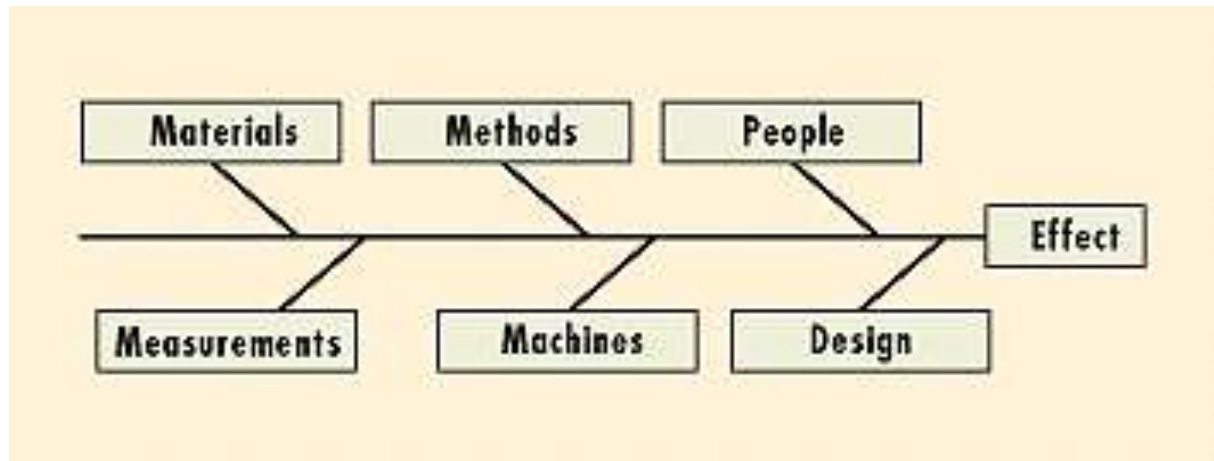 Materials
Methods
People
Effect
Measurements
Machines
Design